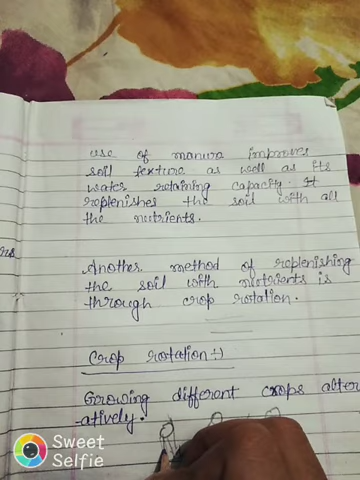 use of manura improves
soil texture as well as its
water retaining capacity. It
replenishes the soil with all
the nutrients.
Another method of replenishing
the soil with nutrients is
through crop rotation.
Crop rotation :-)
Growing different crops alter
-atively.
Sweet
Selfie